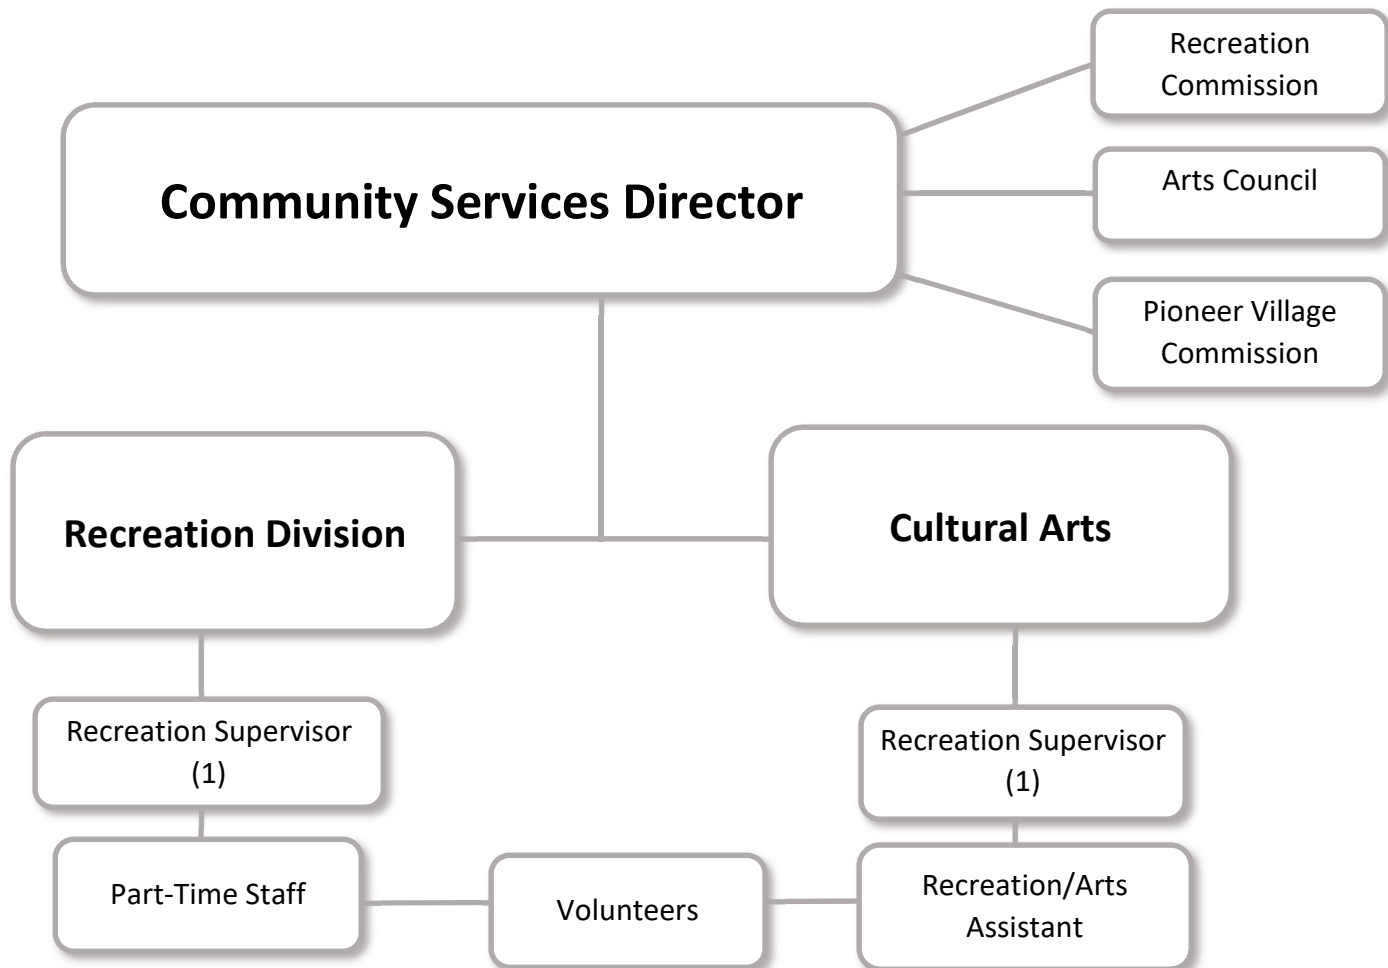 Recreation
Commission
Community Services Director
Arts Council
Pioneer Village
Commission
Recreation Division
Cultural Arts
Recreation Supervisor
(1)
Recreation Supervisor
(1)
Part-Time Staff
Volunteers
Recreation/Arts
Assistant